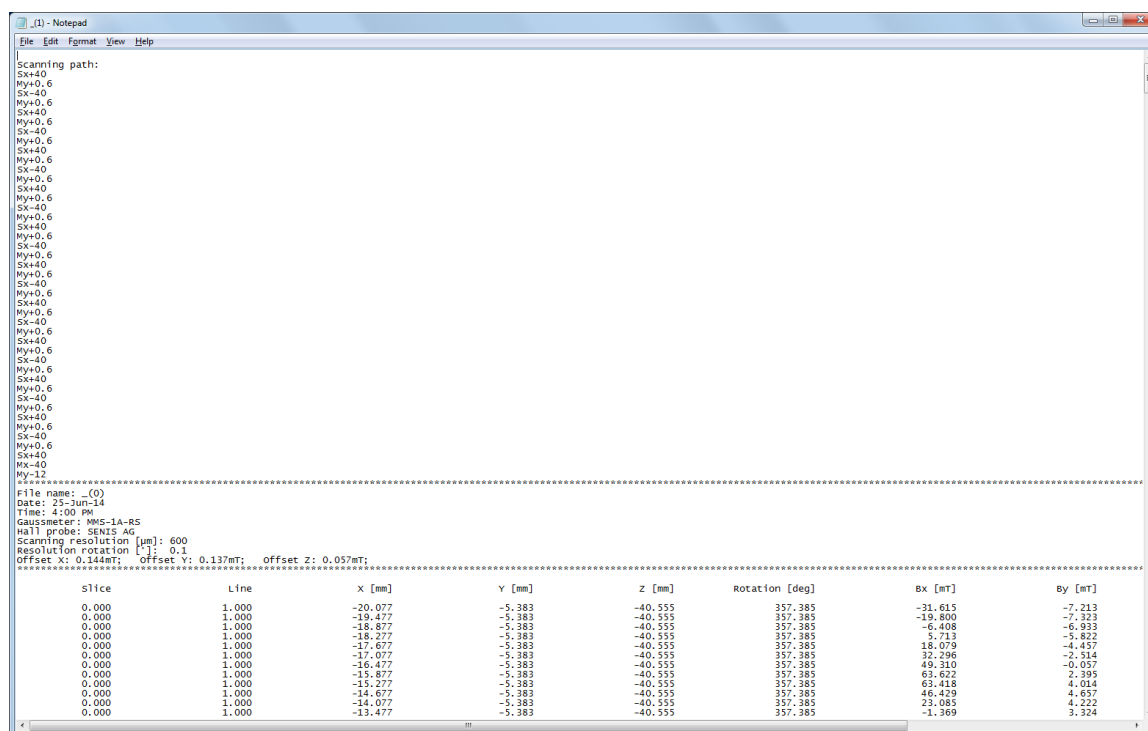 _(1) - Notepad
File Edit Format View Help
Scanning path:
Sx+40
My+0.6
Sx-40
My+0.6
Sx+40
My+0.6
Sx-40
My+0.6
Sx+40
My+0.6
Sx-40
My+0.6
Sx+40
My+0.6
Sx-40
My+0.6
Sx+40
My+0.6
Sx-40
My+0.6
Sx+40
My+0.6
Sx-40
My+0.6
Sx+40
My+0.6
Sx-40
My+0.6
Sx+40
My+0.6
Sx-40
My+0.6
Sx+40
My+0.6
Sx-40
My+0.6
Sx+40
My+0.6
Sx-40
My+0.6
Sx+40
Mx-40
My-12
File name: _(0)
Date: 25-Jun-14
Time: 4:00 PM
Gaussmeter: MMS-1A-RS
Hall probe: SENIS AG
Scanning resolution [µm]: 600
Resolution rotation [']: 0.1
Offset X: 0.144mT; Offset Y: 0.137mT; Offset Z: 0.057mT;
Slice Line X [mm] Y [mm] Z [mm] Rotation [deg] Bx [mT] By [mT]
0.000 1.000 -20.077 -5.383 -40.555 357.385 -31.615 -7.213
0.000 1.000 -19.477 -5.383 -40.555 357.385 -19.800 -7.323
0.000 1.000 -18.877 -5.383 -40.555 357.385 -6.408 -6.933
0.000 1.000 -18.277 -5.383 -40.555 357.385 5.713 -5.822
0.000 1.000 -17.677 -5.383 -40.555 357.385 18.079 -4.457
0.000 1.000 -17.077 -5.383 -40.555 357.385 32.296 -2.514
0.000 1.000 -16.477 -5.383 -40.555 357.385 49.310 -0.057
0.000 1.000 -15.877 -5.383 -40.555 357.385 63.622 2.395
0.000 1.000 -15.277 -5.383 -40.555 357.385 63.418 4.014
0.000 1.000 -14.677 -5.383 -40.555 357.385 46.429 4.657
0.000 1.000 -14.077 -5.383 -40.555 357.385 23.085 4.222
0.000 1.000 -13.477 -5.383 -40.555 357.385 -1.369 3.324